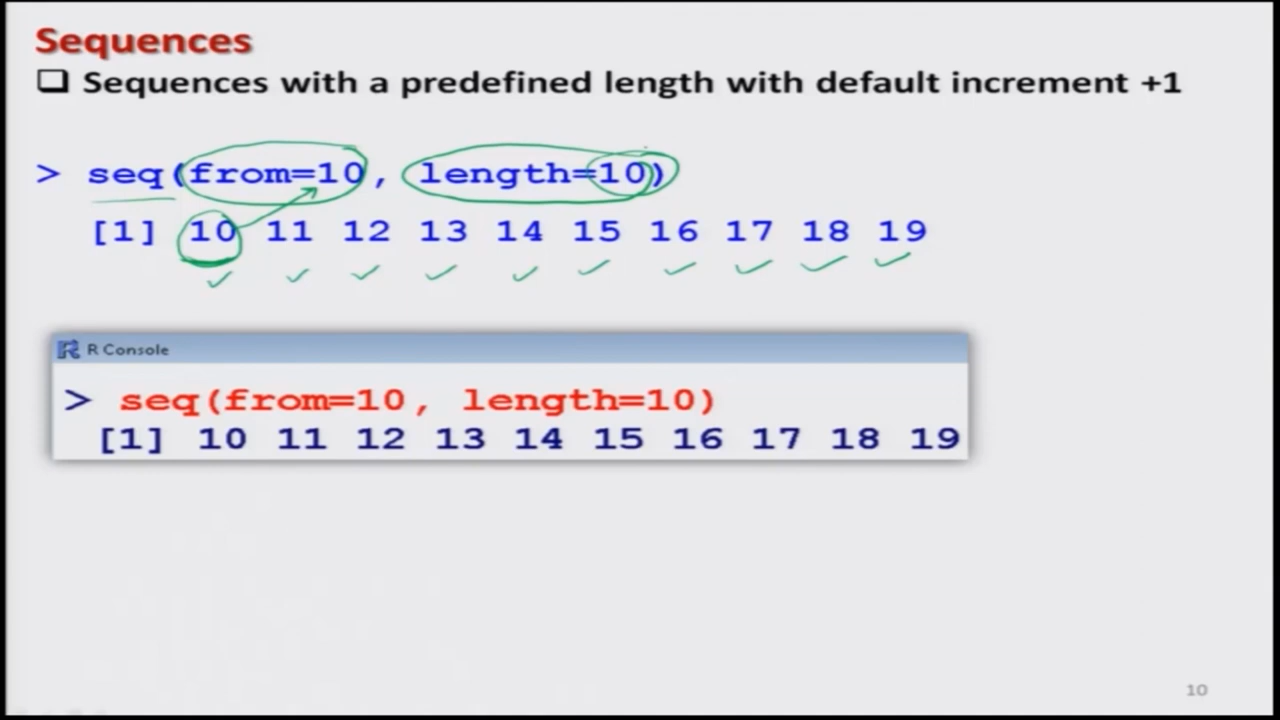 Sequences
❑ Sequences with a predefined length with default increment +1
> seq(from=10, length=10)
[1] 10 11 12 13 14 15 16 17 18 19
R Console
> seq(from=10, length=10)
[1] 10 11 12 13 14 15 16 17 18 19
10